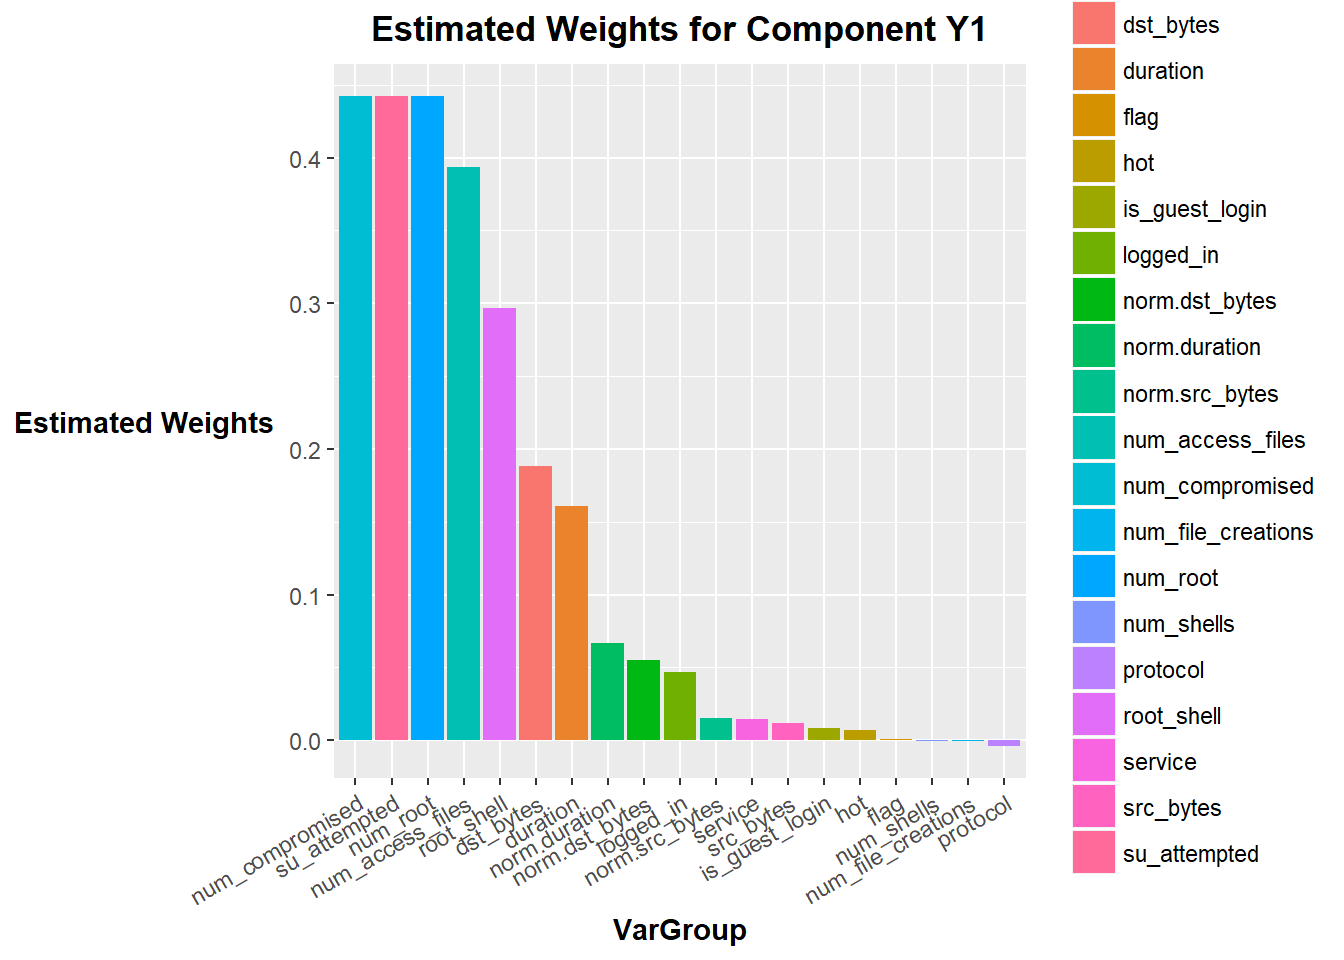 Estimated Weights for Component Y1
Estimated Weights
0.4
0.3
0.2
0.1
0.0
num_compromised
su_attempted
num_root
num_access_files
root_shell
dst_bytes
duration
norm.duration
norm.dst_bytes
logged_in
norm.src_bytes
service
src_bytes
is_guest_login
hot
flag
num_shells
num_file_creations
protocol
VarGroup
dst_bytes
duration
flag
hot
is_guest_login
logged_in
norm.dst_bytes
norm.duration
norm.src_bytes
num_access_files
num_compromised
num_file_creations
num_root
num_shells
protocol
root_shell
service
src_bytes
su_attempted